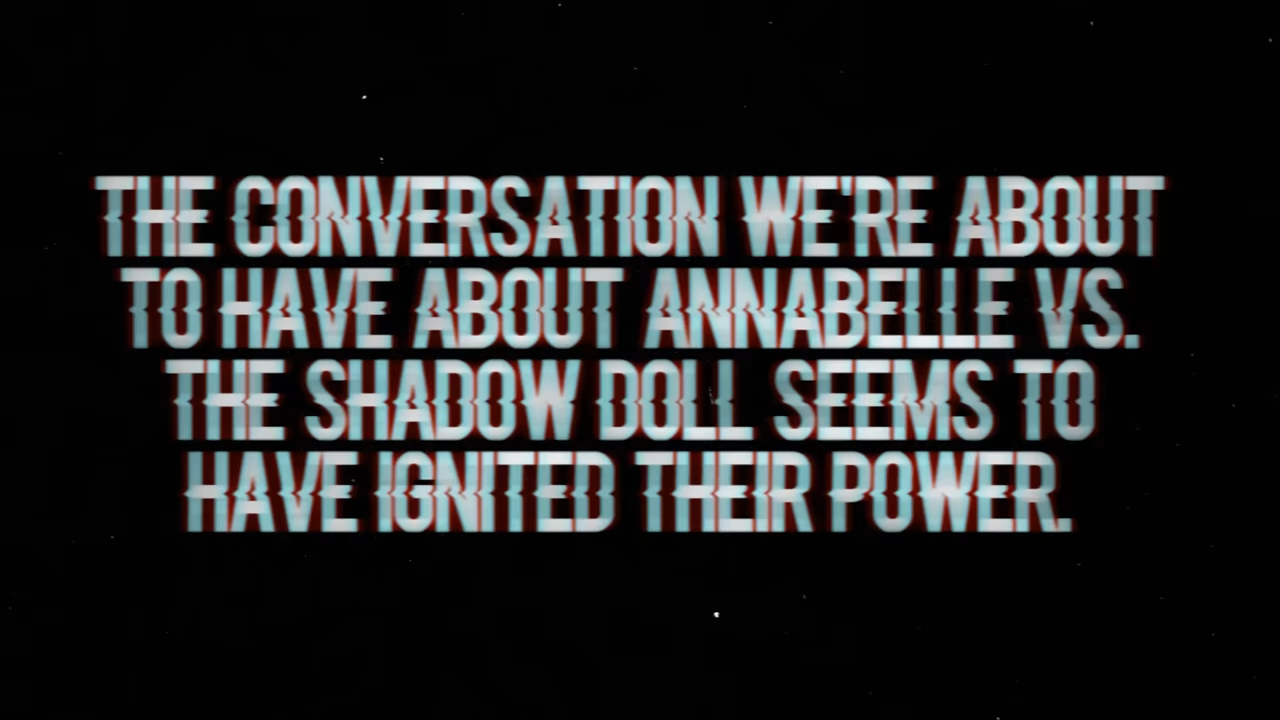 THE CONVERSATION WE'RE ABOUT
TO HAVE ABOUT ANNABELLE VS.
THE SHADOW DOLL SEEMS TO
HAVE IGNITED THEIR POWER.